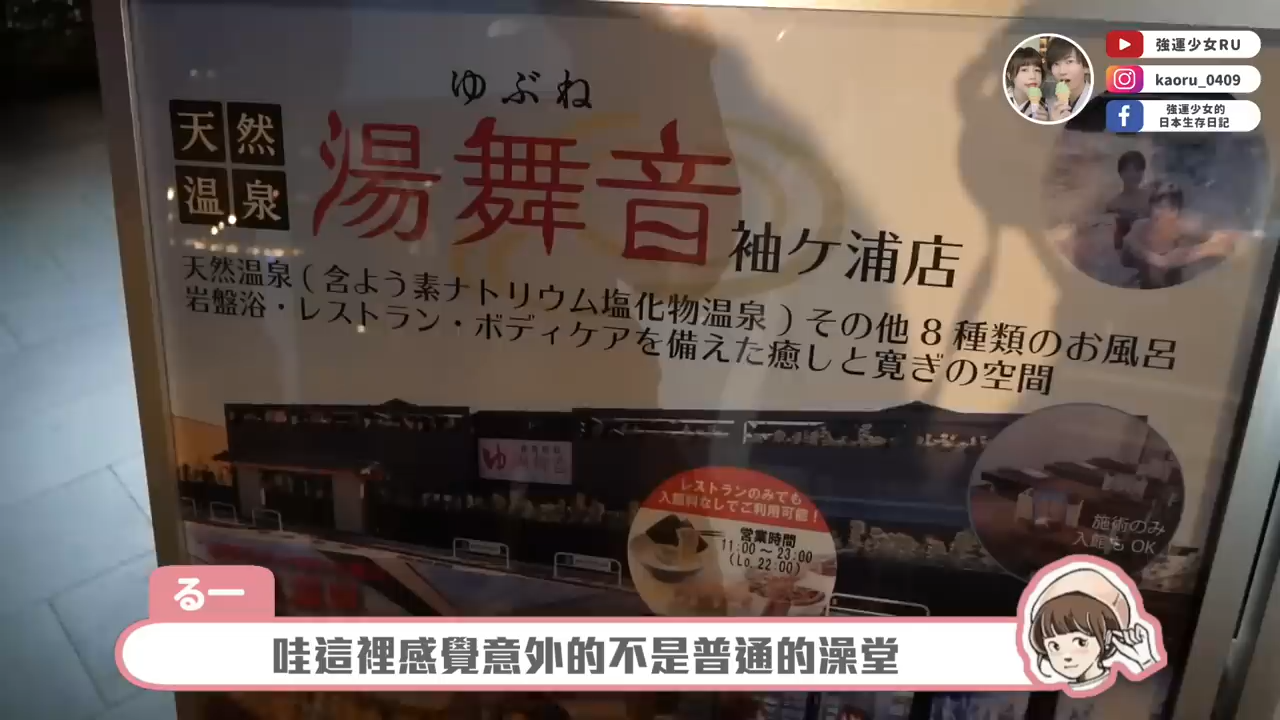 強運少女RU
kaoru_0409
強運少女的
日本生存日記
ゆぶね
天然
温泉
湯舞音
袖ケ浦店
天然温泉（含よう素ナトリウム塩化物温泉）その他8種類のお風呂
岩盤浴・レストラン・ボディケアを備えた癒しと寛ぎの空間
ゆ
レストランのみでも
入館料なしでご利用可能！
営業時間
11:00〜23:00
(Lo.22:00)
施術のみ
入館も OK
るー
哇這裡感覺意外的不是普通的澡堂